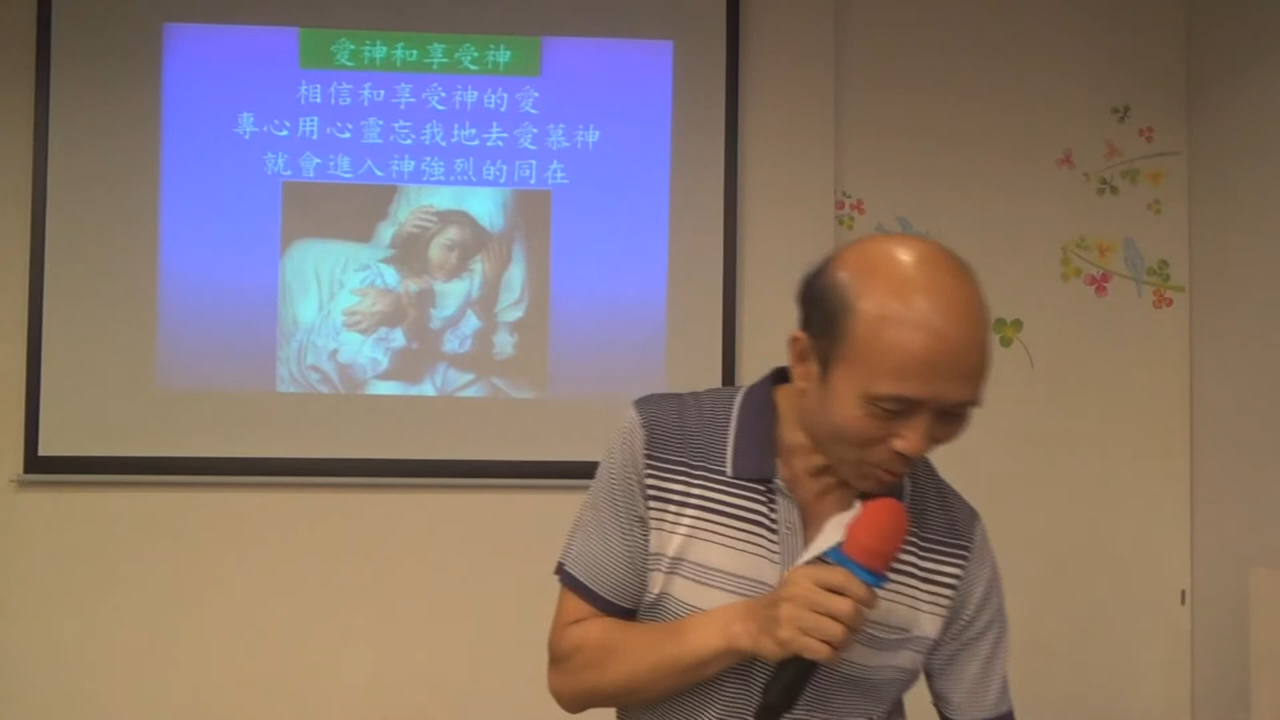 愛神和享受神
相信和享受神的愛
專心用心靈忘我地去愛慕神
就會進入神強烈的同在